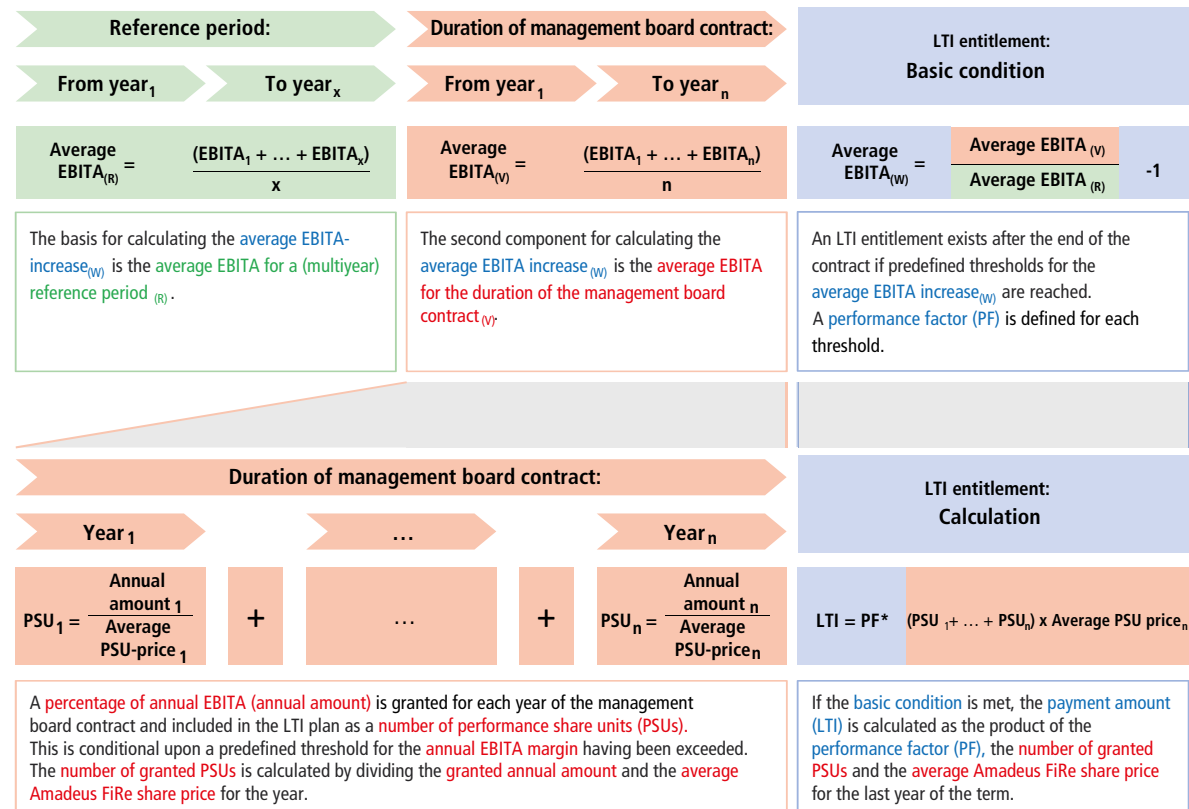 Reference period:
Duration of management board contract:
LTI entitlement:
Basic condition
From year1
To yearx
From year1
To yearn
Average
EBITA(R) =
(EBITA1 + … + EBITAx)
x
Average
EBITA(V) =
(EBITA1 + … + EBITAn)
n
Average
EBITA(W) =
Average EBITA (V)
Average EBITA (R)
-1
The basis for calculating the average EBITA-
increase(W) is the average EBITA for a (multiyear)
reference period (R) .
The second component for calculating the
average EBITA increase (W) is the average EBITA
for the duration of the management board
contract (V).
An LTI entitlement exists after the end of the
contract if predefined thresholds for the
average EBITA increase(W) are reached.
A performance factor (PF) is defined for each
threshold.
Duration of management board contract:
LTI entitlement:
Calculation
Year1
…
Yearn
PSU1 =
Annual
amount 1
Average
PSU-price1
+
…
+
PSUn =
Annual
amount n
Average
PSU-pricen
LTI = PF*
(PSU 1+ … + PSUn) x Average PSU pricen
A percentage of annual EBITA (annual amount) is granted for each year of the management
board contract and included in the LTI plan as a number of performance share units (PSUs).
This is conditional upon a predefined threshold for the annual EBITA margin having been exceeded.
The number of granted PSUs is calculated by dividing the granted annual amount and the average
Amadeus FiRe share price for the year.
If the basic condition is met, the payment amount
(LTI) is calculated as the product of the
performance factor (PF), the number of granted
PSUs and the average Amadeus FiRe share price
for the last year of the term.